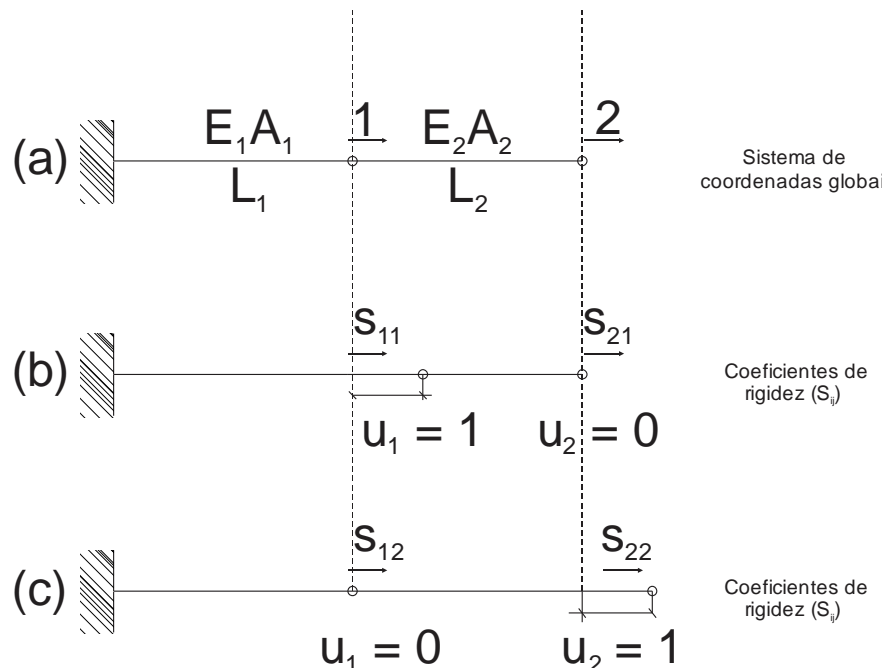 (a)
E₁A₁
1
E₂A₂
2
L₁
L₂
Sistema de
coordenadas globai
(b)
s₁₁
s₂₁
u₁ = 1
u₂ = 0
Coeficientes de
rigidez (Sᵢⱼ)
(c)
s₁₂
s₂₂
u₁ = 0
u₂ = 1
Coeficientes de
rigidez (Sᵢⱼ)